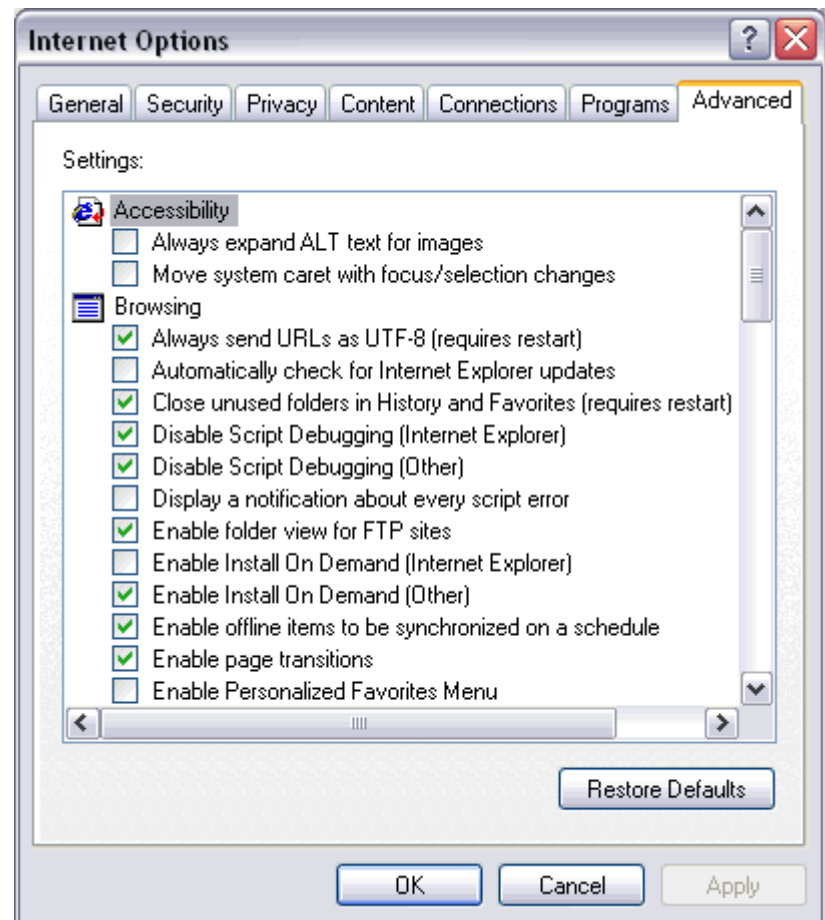 Internet Options
General Security Privacy Content Connections Programs Advanced
Settings:
Accessibility
Always expand ALT text for images
Move system caret with focus/selection changes
Browsing
Always send URLs as UTF-8 (requires restart)
Automatically check for Internet Explorer updates
Close unused folders in History and Favorites (requires restart)
Disable Script Debugging (Internet Explorer)
Disable Script Debugging (Other)
Display a notification about every script error
Enable folder view for FTP sites
Enable Install On Demand (Internet Explorer)
Enable Install On Demand (Other)
Enable offline items to be synchronized on a schedule
Enable page transitions
Enable Personalized Favorites Menu
Restore Defaults
OK Cancel Apply